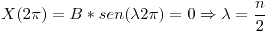 X(2π) = B * sen(λ2π) = 0 ⇒ λ = n/2